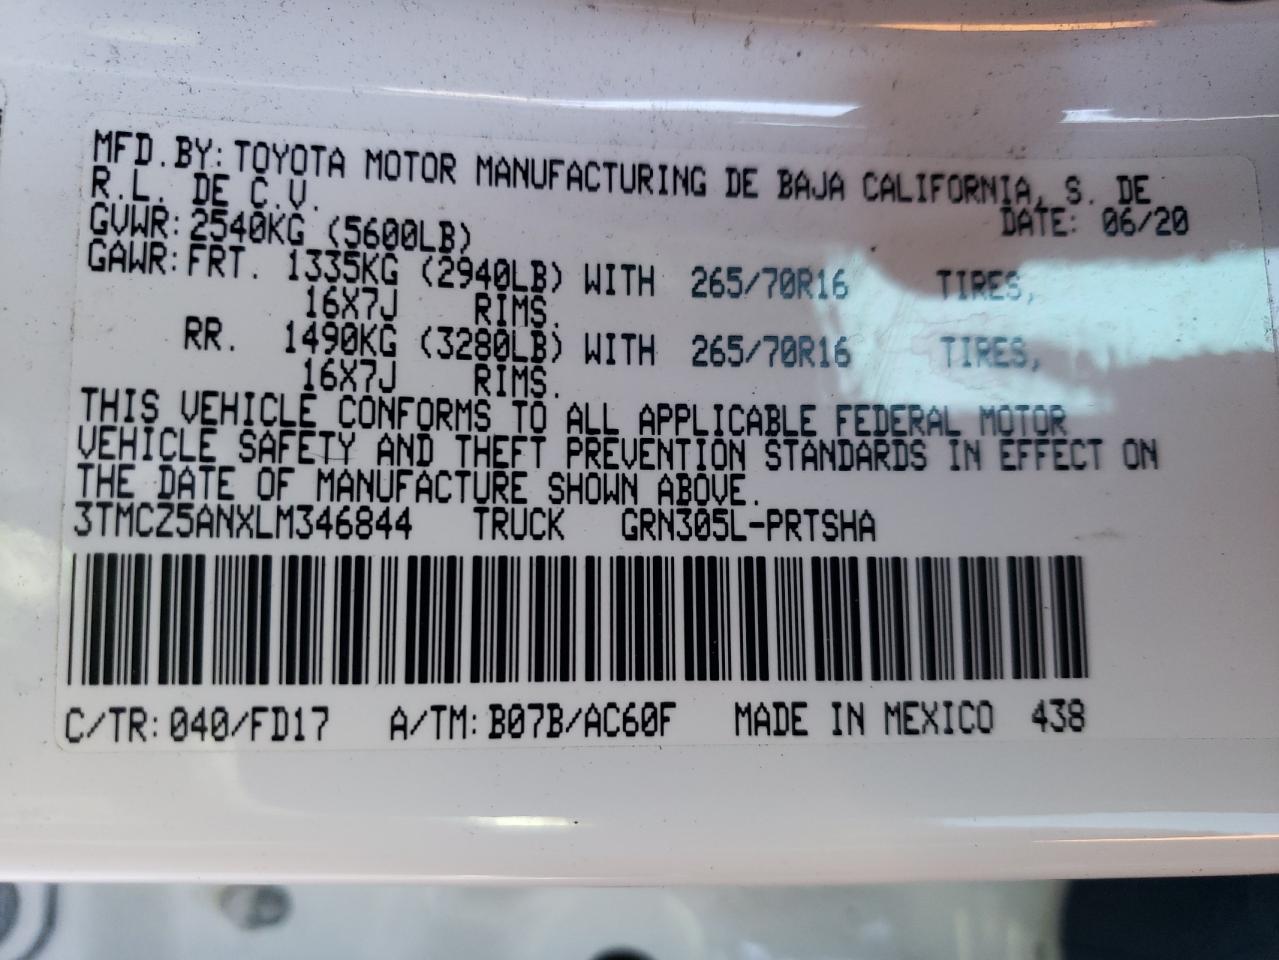 MFD.BY: TOYOTA MOTOR MANUFACTURING DE BAJA CALIFORNIA, S. DE
R.L. DE C.V.
DATE: 06/20
GVWR: 2540KG (5600LB)
GAWR: FRT. 1335KG (2940LB) WITH 265/70R16 TIRES,
16X7J RIMS.
RR. 1490KG (3280LB) WITH 265/70R16 TIRES,
16X7J RIMS.
THIS VEHICLE CONFORMS TO ALL APPLICABLE FEDERAL MOTOR
VEHICLE SAFETY AND THEFT PREVENTION STANDARDS IN EFFECT ON
THE DATE OF MANUFACTURE SHOWN ABOVE.
3TMCZ5ANXLM346844 TRUCK GRN305L-PRTSHA
C/TR: 040/FD17 A/TM: B07B/AC60F MADE IN MEXICO 438